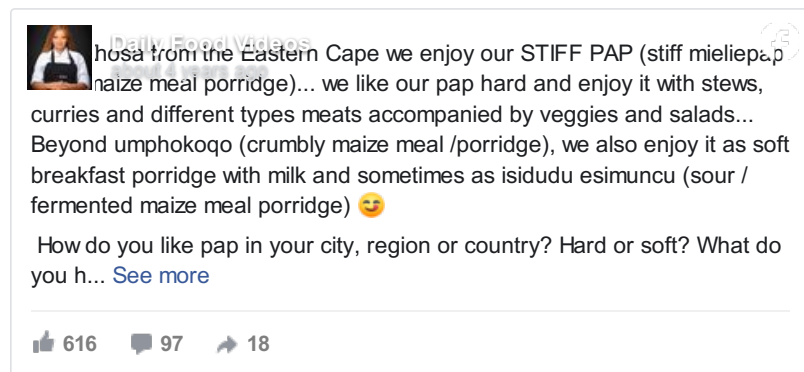 Daily Food Videos
about 4 years ago
hosa from the Eastern Cape we enjoy our STIFF PAP (stiff mieliepap
maize meal porridge)... we like our pap hard and enjoy it with stews,
curries and different types meats accompanied by veggies and salads...
Beyond umphokoqo (crumbly maize meal /porridge), we also enjoy it as soft
breakfast porridge with milk and sometimes as isidudu esimuncu (sour /
fermented maize meal porridge) 😋
How do you like pap in your city, region or country? Hard or soft? What do
you h... See more
616 97 18